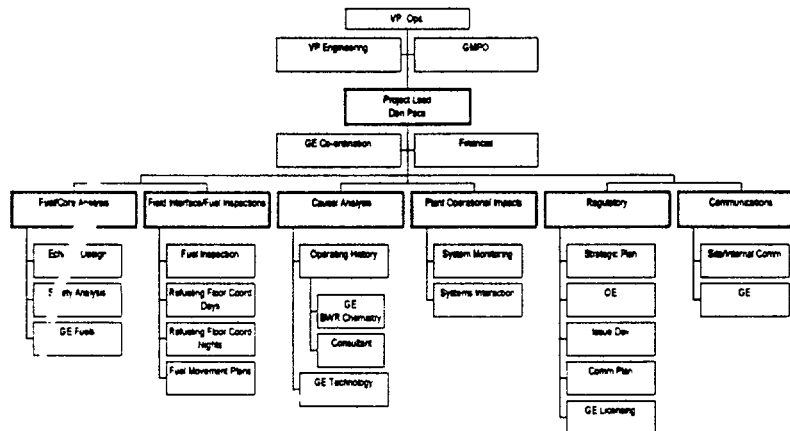 VP Ops
VP Engineering
GMPO
Project Lead
Dan Pace
GE Co-ordination
Finances
Fuel/Core Analysis
Field Interface/Fuel Inspections
Causal Analysis
Plant Operational Impacts
Regulatory
Communications
Design
Analysis
GE Fuels
Fuel Inspection
Refueling Floor Coord
Days
Refueling Floor Coord
Nights
Fuel Movement Plans
Operating History
GE
BWR Chemistry
Consultant
GE Technology
System Monitoring
Systems Interaction
Strategic Plan
OE
Issue Dev
Comm Plan
GE Licensing
Site/Internal Comm
GE